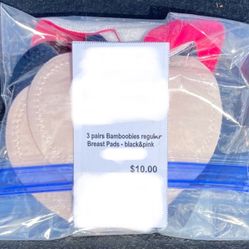 3 pairs Bamboobies regular
Breast Pads - black&pink
$10.00